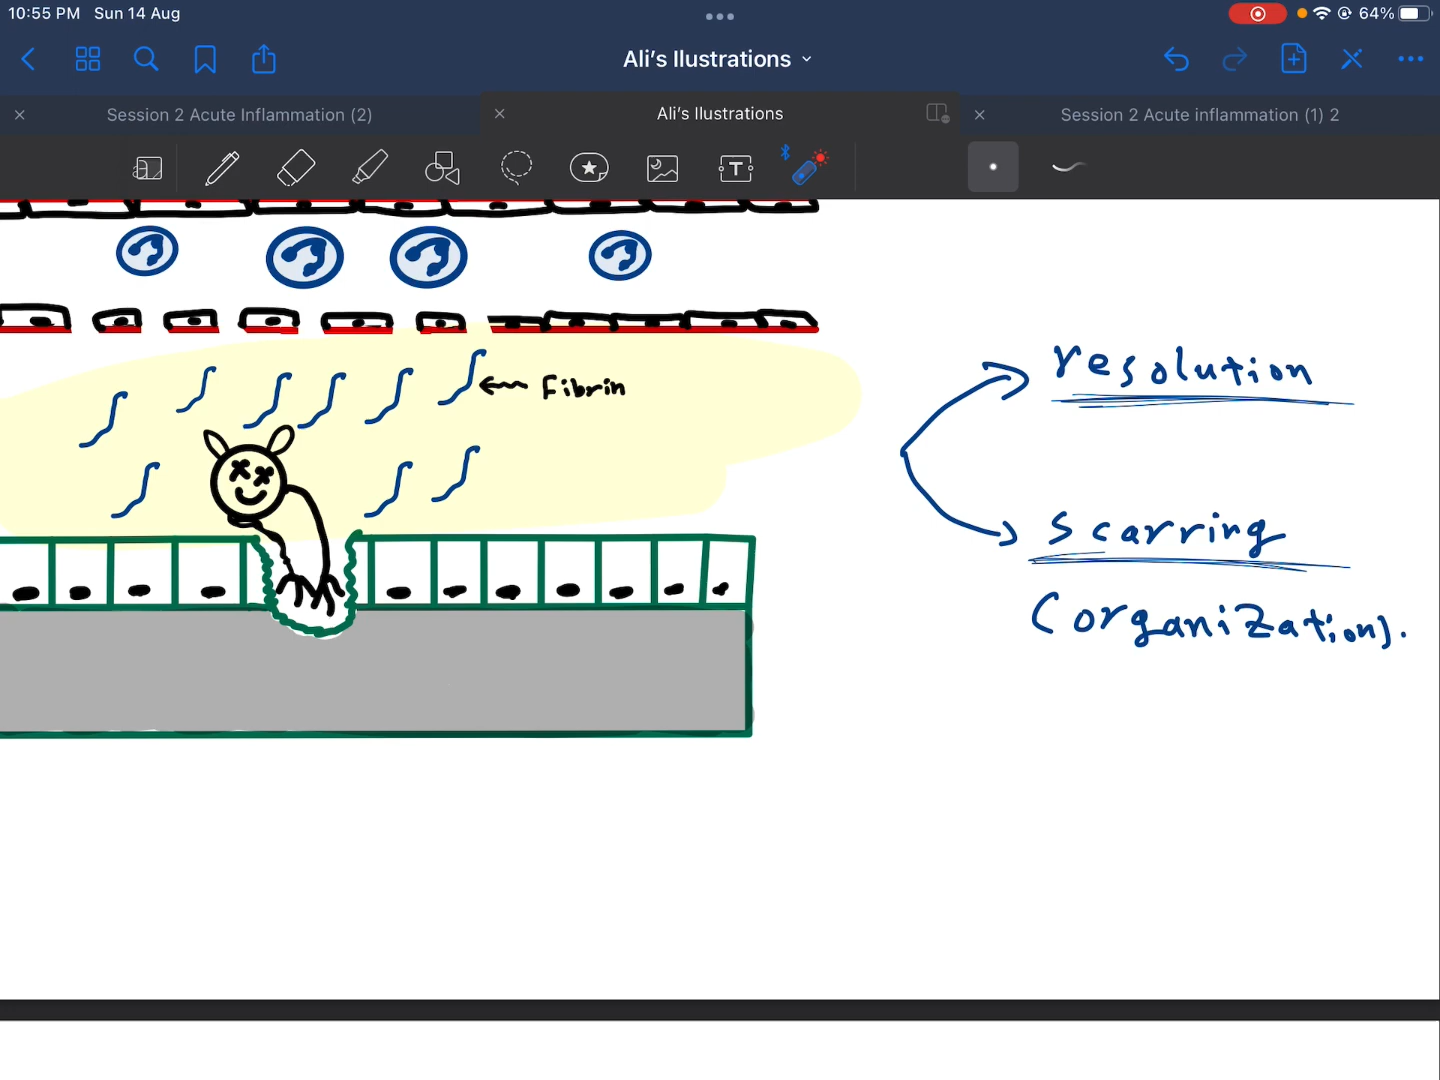 10:55 PM Sun 14 Aug
64%
Ali's Ilustrations
Session 2 Acute Inflammation (2)
Ali's Ilustrations
Session 2 Acute inflammation (1) 2
a
T
Fibrin
resolution
scarring
(organization).